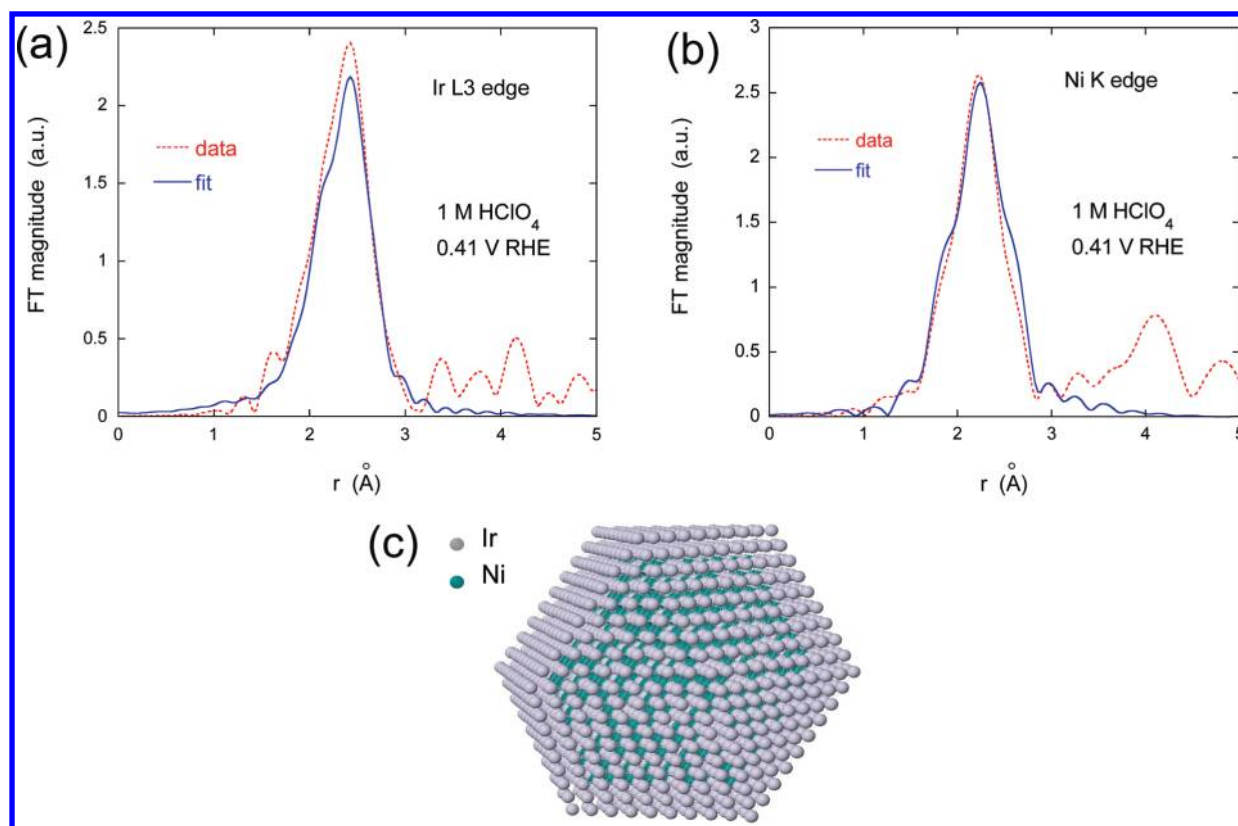 (a)
2.5
2
1.5
1
0.5
0
FT magnitude (a.u.)
Ir L3 edge
data
fit
1 M HClO4
0.41 V RHE
0 1 2 3 4 5
r (Å)
(b)
3
2.5
2
1.5
1
0.5
0
FT magnitude (a.u.)
Ni K edge
data
fit
1 M HClO4
0.41 V RHE
0 1 2 3 4 5
r (Å)
(c)
Ir
Ni